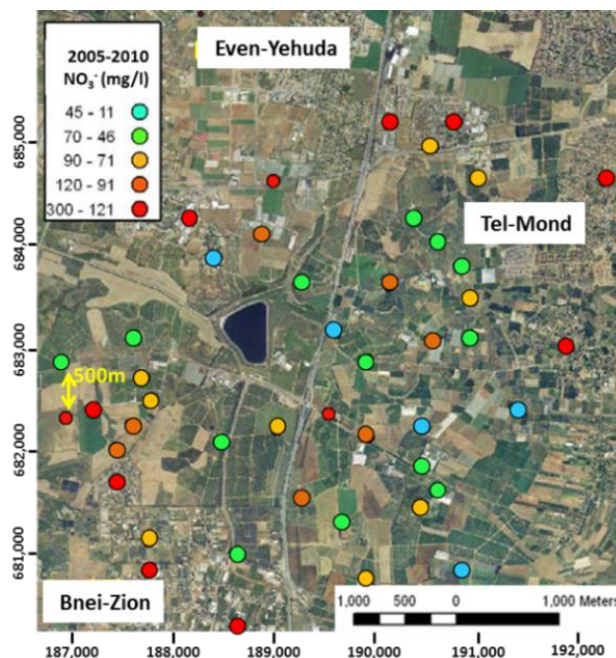 Even-Yehuda
2005-2010
NO₃⁻ (mg/l)
45 - 11
70 - 46
90 - 71
120 - 91
300 - 121
685,000
684,000
683,000
682,000
681,000
Tel-Mond
500m
Bnei-Zion
1,000 500 0 1,000 Meters
187,000 188,000 189,000 190,000 191,000 192,000